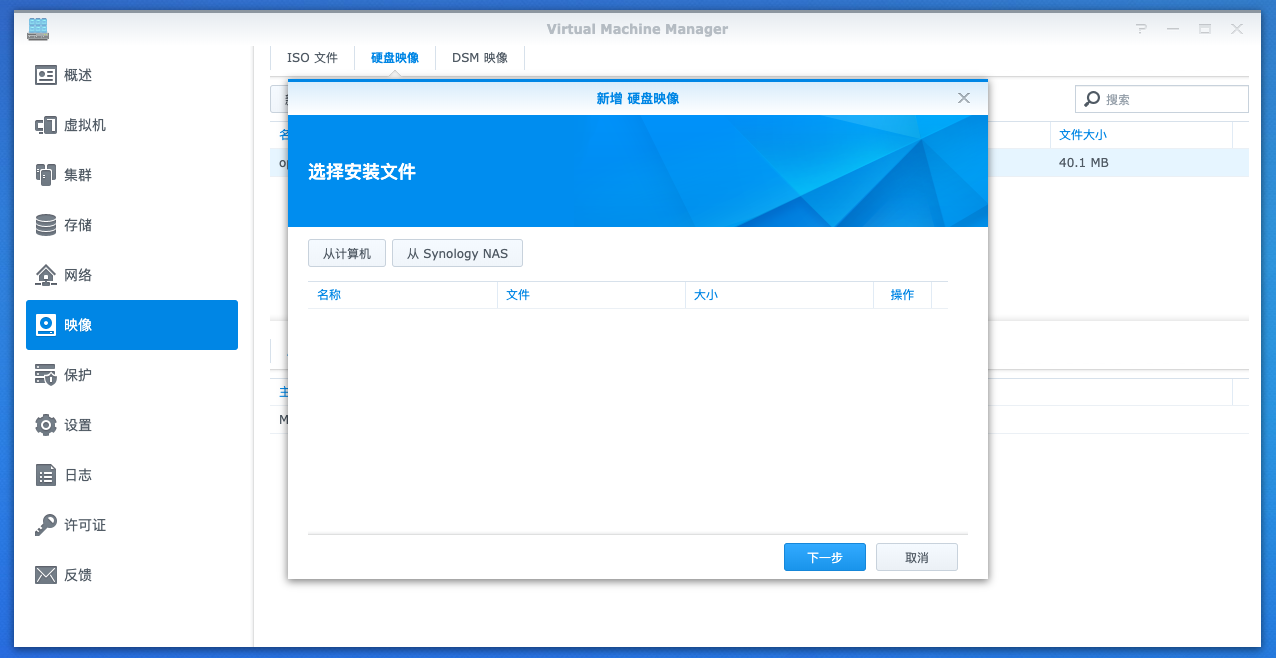 Virtual Machine Manager
概述
虚拟机
集群
存储
网络
映像
保护
设置
日志
许可证
反馈
ISO 文件
硬盘映像
DSM 映像
搜索
文件大小
40.1 MB
新增 硬盘映像
选择安装文件
从计算机
从 Synology NAS
名称
文件
大小
操作
下一步
取消